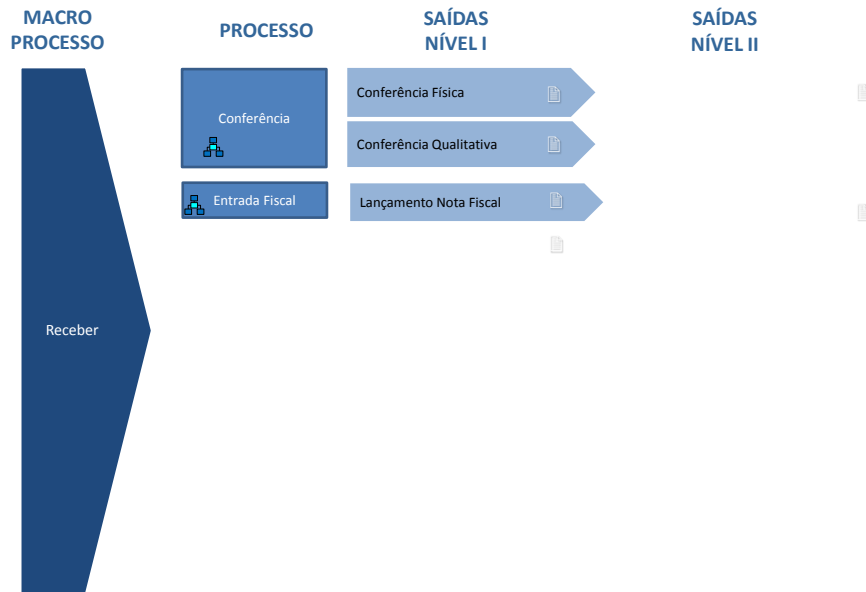 MACRO
PROCESSO
PROCESSO
SAÍDAS
NÍVEL I
SAÍDAS
NÍVEL II
Conferência
Conferência Física
Conferência Qualitativa
Entrada Fiscal
Lançamento Nota Fiscal
Receber